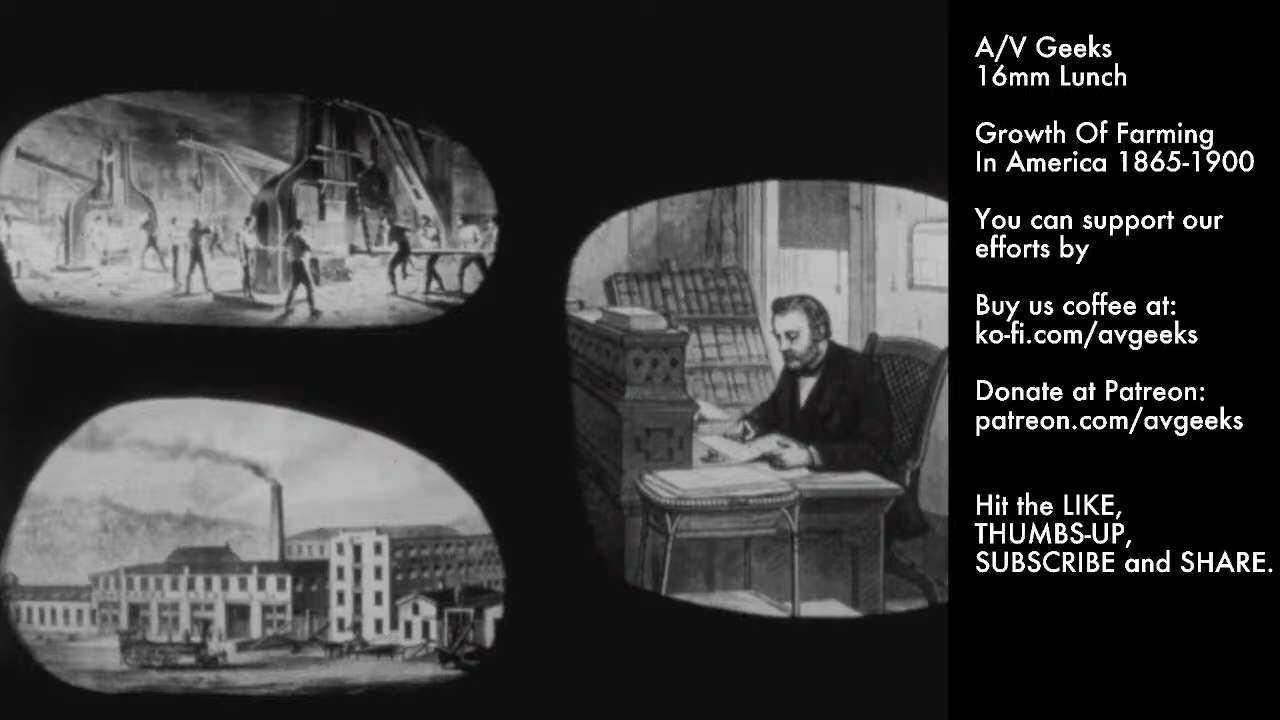 A/V Geeks
16mm Lunch
Growth Of Farming
In America 1865-1900
You can support our
efforts by
Buy us coffee at:
ko-fi.com/avgeeks
Donate at Patreon:
patreon.com/avgeeks
Hit the LIKE,
THUMBS-UP,
SUBSCRIBE and SHARE.